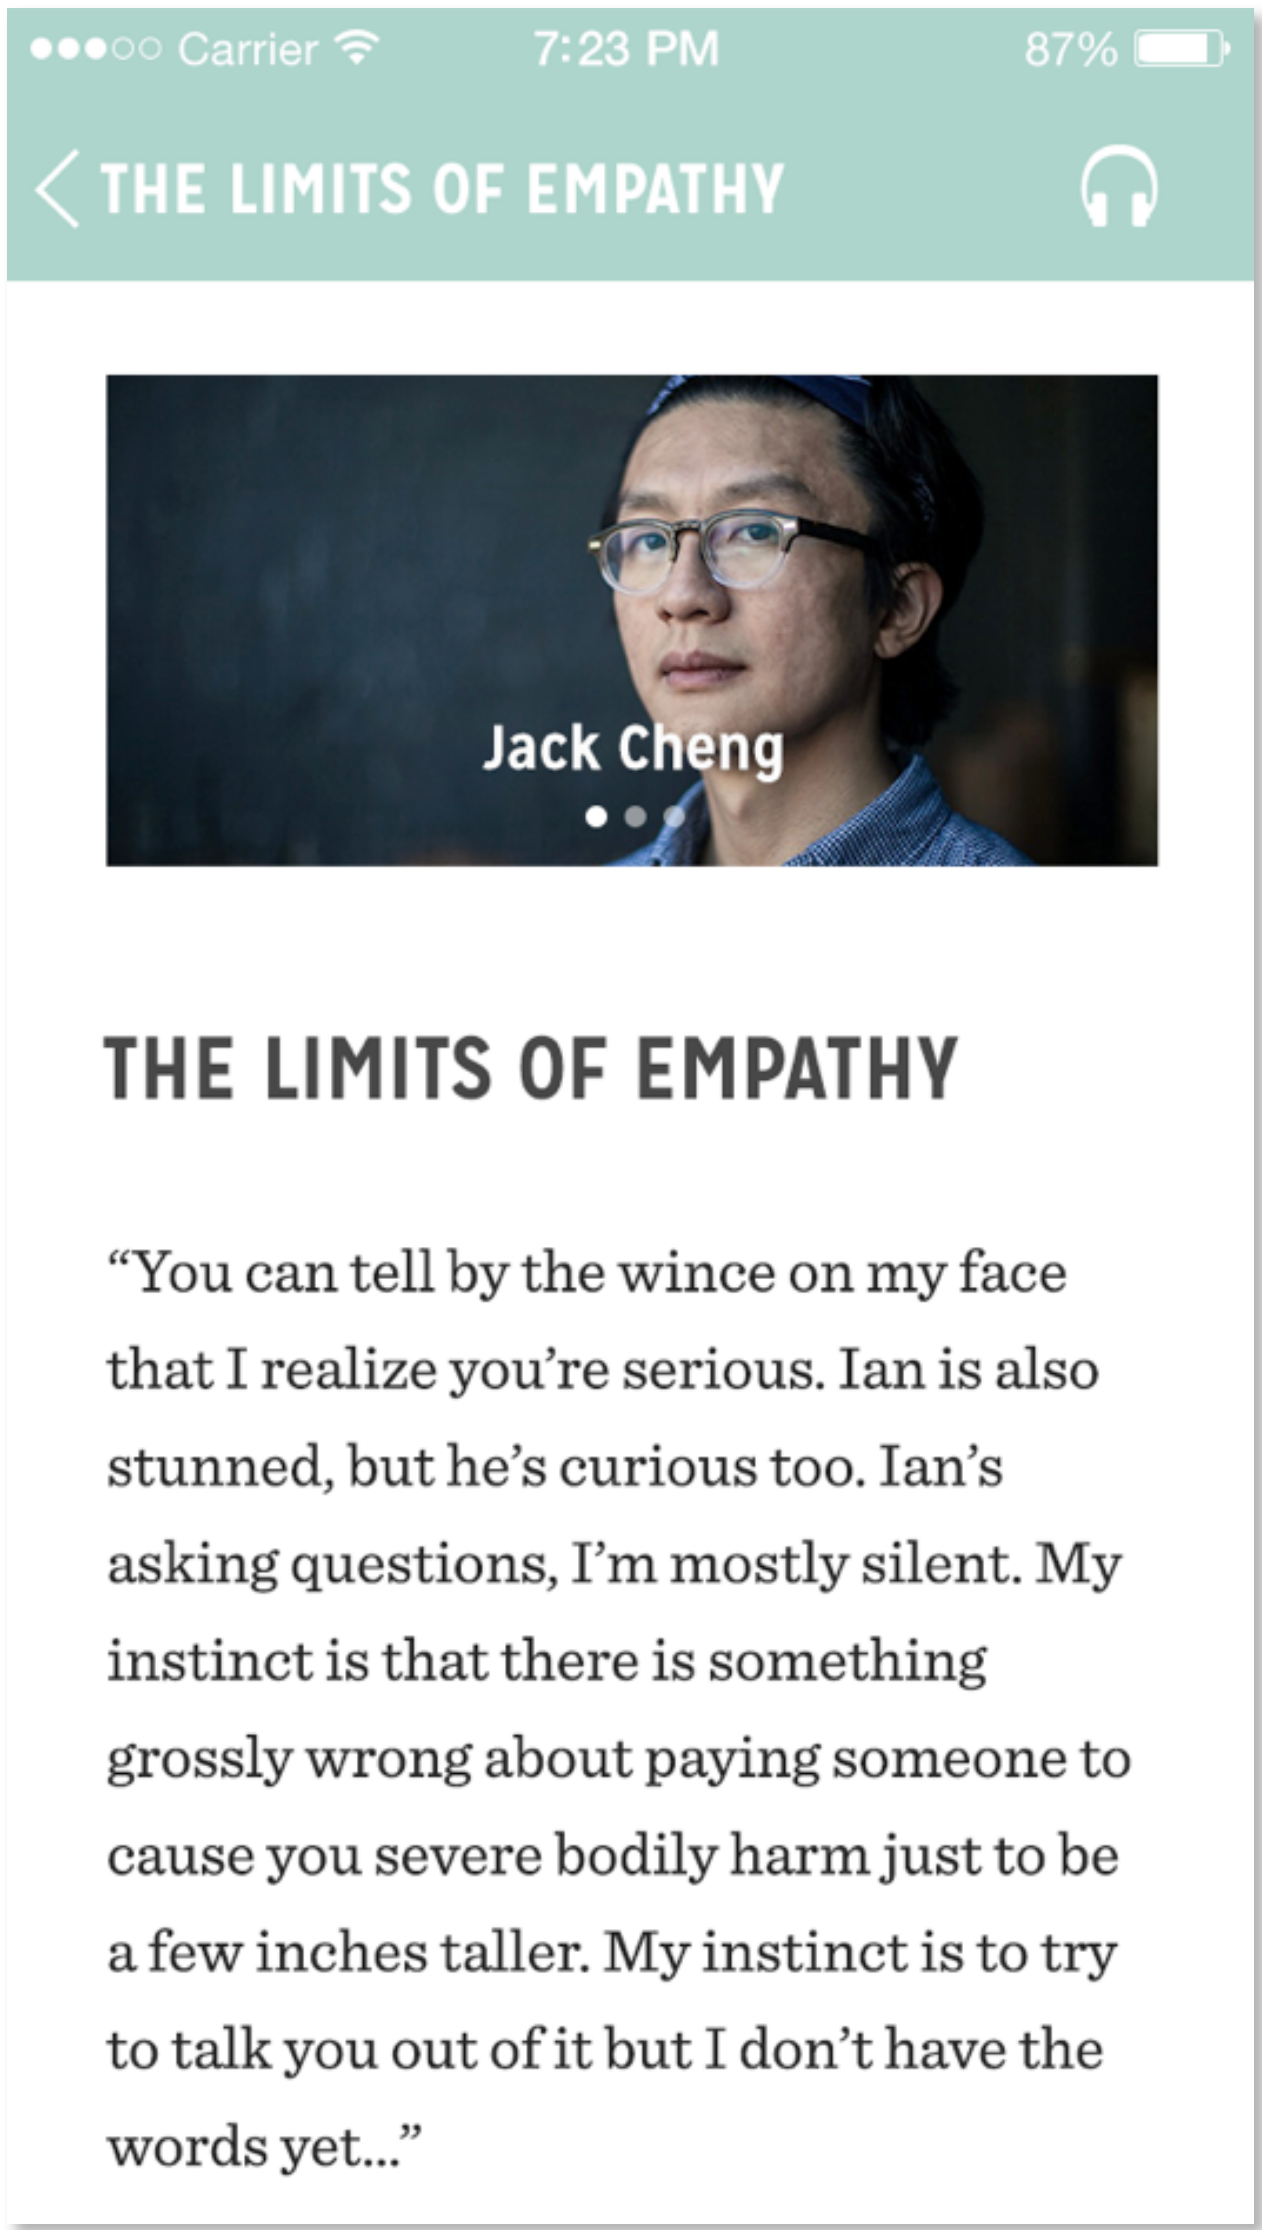 Carrier 7:23 PM 87%
THE LIMITS OF EMPATHY
Jack Cheng
THE LIMITS OF EMPATHY
“You can tell by the wince on my face
that I realize you’re serious. Ian is also
stunned, but he’s curious too. Ian’s
asking questions, I’m mostly silent. My
instinct is that there is something
grossly wrong about paying someone to
cause you severe bodily harm just to be
a few inches taller. My instinct is to try
to talk you out of it but I don’t have the
words yet...”